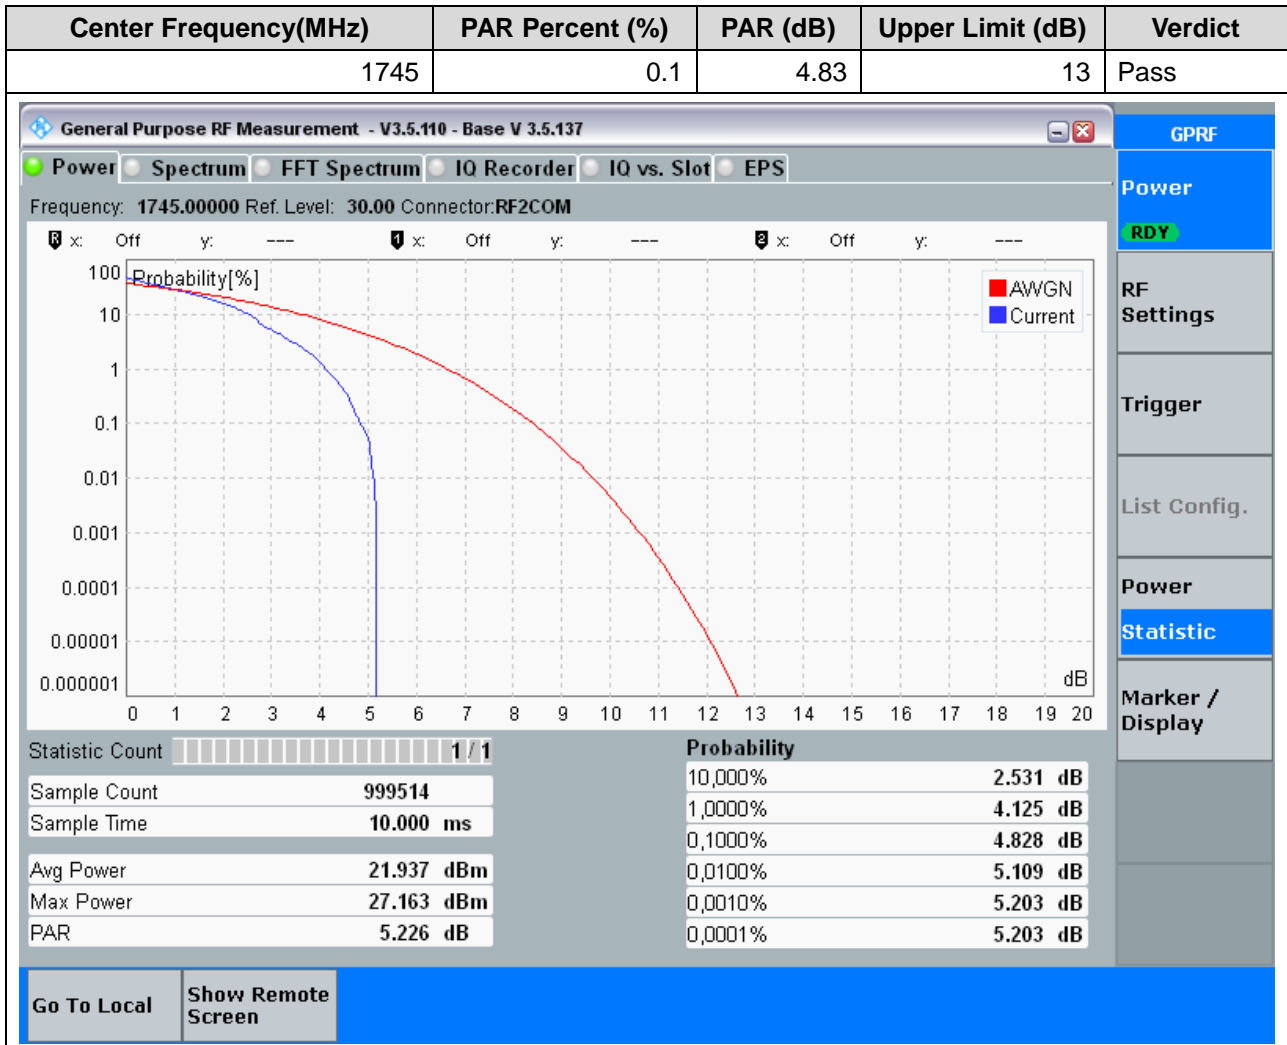 Center Frequency(MHz) PAR Percent (%) PAR (dB) Upper Limit (dB) Verdict
1745 0.1 4.83 13 Pass
General Purpose RF Measurement - V3.5.110 - Base V 3.5.137
GPRF
Power Spectrum FFT Spectrum IQ Recorder IQ vs. Slot EPS
Power
RDY
Frequency: 1745.00000 Ref. Level: 30.00 Connector:RF2COM
R x: Off y: --- 1 x: Off y: --- 2 x: Off y: ---
Probability[%]
AWGN
Current
100
10
1
0.1
0.01
0.001
0.0001
0.00001
0.000001
dB
0 1 2 3 4 5 6 7 8 9 10 11 12 13 14 15 16 17 18 19 20
RF
Settings
Trigger
List Config.
Power
Statistic
Marker /
Display
Statistic Count 1 / 1
Sample Count 999514
Sample Time 10.000 ms
Avg Power 21.937 dBm
Max Power 27.163 dBm
PAR 5.226 dB
Probability
10,000% 2.531 dB
1,0000% 4.125 dB
0,1000% 4.828 dB
0,0100% 5.109 dB
0,0010% 5.203 dB
0,0001% 5.203 dB
Go To Local
Show Remote
Screen